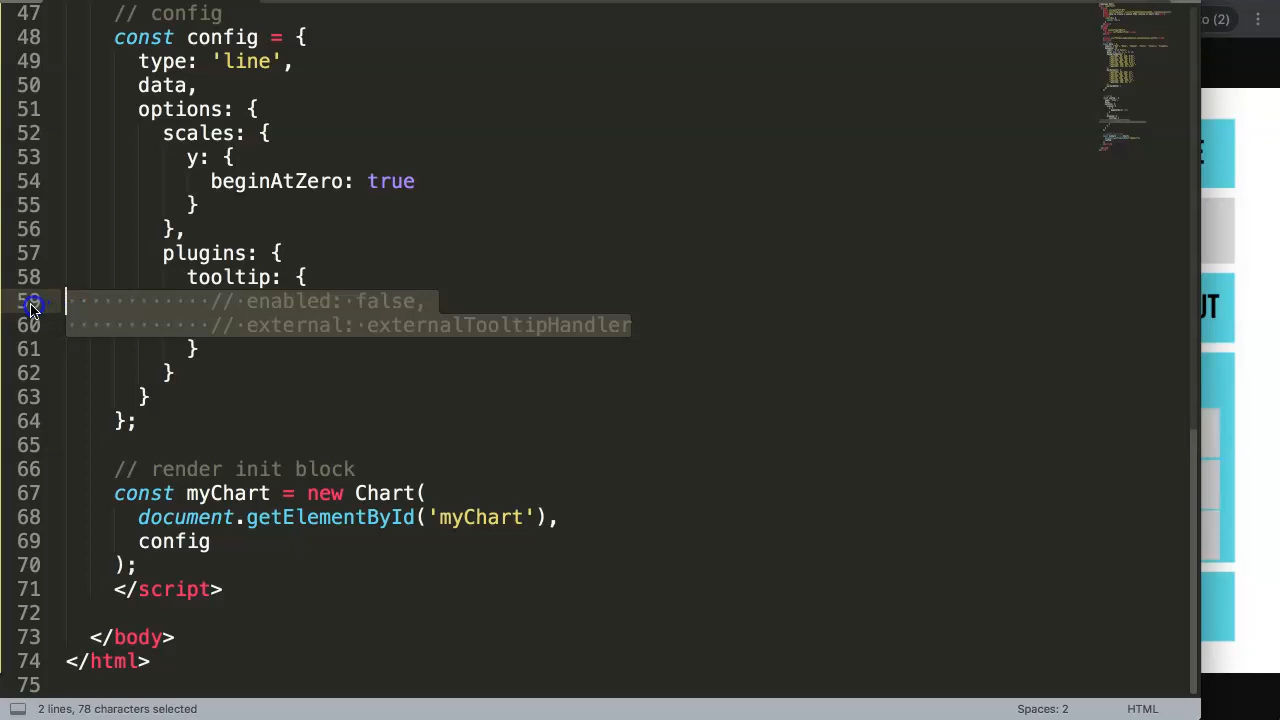 47 // config
o (2)
48 const config = {
49 type: 'line',
50 data,
51 options: {
52 scales: {
53 y: {
54 beginAtZero: true
55 }
56 },
57 plugins: {
58 tooltip: {
59 // enabled: false,
60 // external: externalTooltipHandler
61 }
62 }
63 }
64 };
65
66 // render init block
67 const myChart = new Chart(
68 document.getElementById('myChart'),
69 config
70 );
71 </script>
72
73 </body>
74 </html>
75
E
UT
2 lines, 78 characters selected
Spaces: 2
HTML